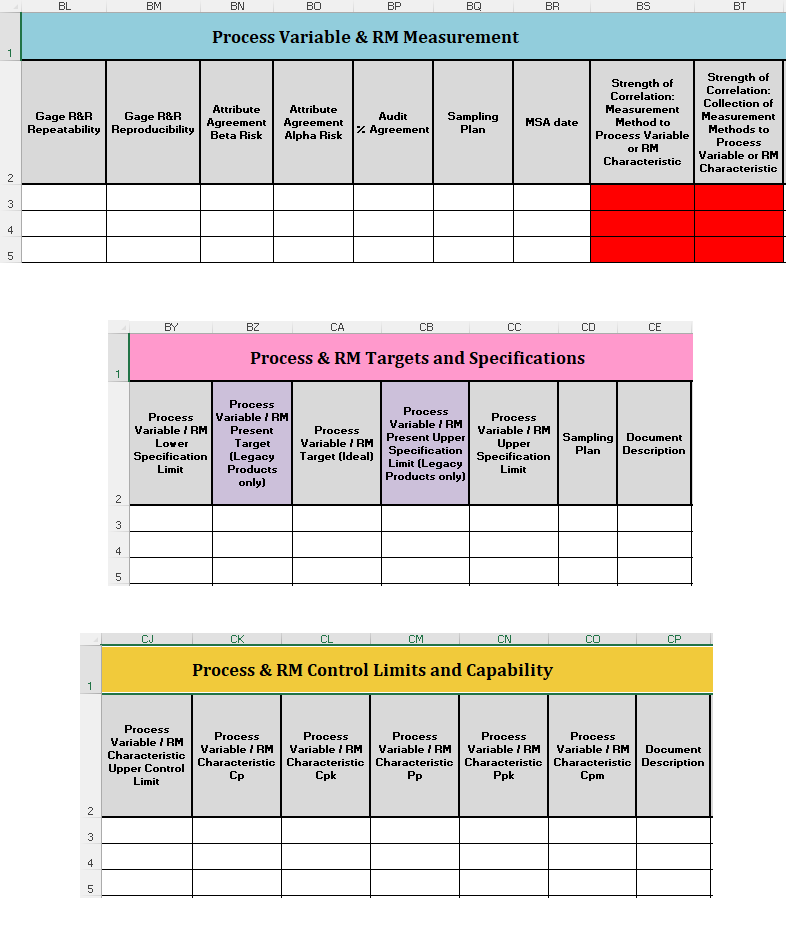 BL BM BN BO BP BQ BR BS BT
1 Process Variable & RM Measurement
Gage R&R
Repeatability
Gage R&R
Reproducibility
Attribute
Agreement
Beta Risk
Attribute
Agreement
Alpha Risk
Audit
% Agreement
Sampling
Plan
MSA date
Strength of
Correlation:
Measurement
Method to
Process Variable
or RM
Characteristic
Strength of
Correlation:
Collection of
Measurement
Methods to
Process
Variable or RM
Characteristic
2
3
4
5
BY BZ CA CB CC CD CE
1 Process & RM Targets and Specifications
Process
Variable / RM
Lower
Specification
Limit
Process
Variable / RM
Present
Target
(Legacy
Products
only)
Process
Variable / RM
Target (Ideal)
Process
Variable / RM
Present Upper
Specification
Limit (Legacy
Products only)
Process
Variable / RM
Upper
Specification
Limit
Sampling
Plan
Document
Description
2
3
4
5
CJ CK CL CM CN CO CP
1 Process & RM Control Limits and Capability
Process
Variable / RM
Characteristic
Upper Control
Limit
Process
Variable / RM
Characteristic
Cp
Process
Variable / RM
Characteristic
Cpk
Process
Variable / RM
Characteristic
Pp
Process
Variable / RM
Characteristic
Ppk
Process
Variable / RM
Characteristic
Cpm
Document
Description
2
3
4
5